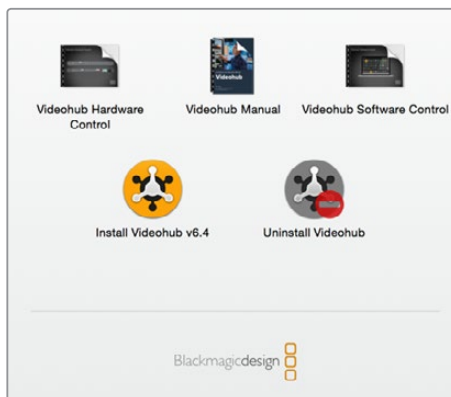 Videohub Hardware
Control
Videohub Manual
Videohub Software Control
Videohub
Install Videohub v6.4
Uninstall Videohub
Blackmagicdesign